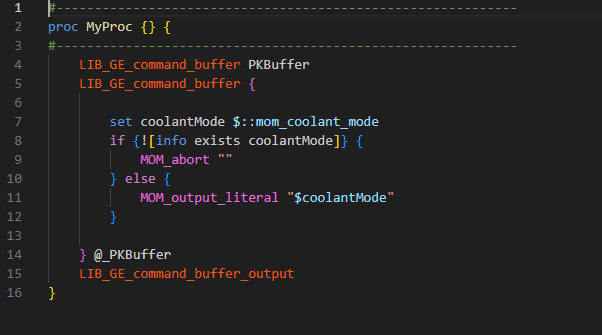 1 #----------------------------------------------------------
2 proc MyProc {} {
3 #----------------------------------------------------------
4 LIB_GE_command_buffer PKBuffer
5 LIB_GE_command_buffer {
6
7 set coolantMode $::mom_coolant_mode
8 if {![info exists coolantMode]} {
9 MOM_abort ""
10 } else {
11 MOM_output_literal "$coolantMode"
12 }
13
14 } @_PKBuffer
15 LIB_GE_command_buffer_output
16 }